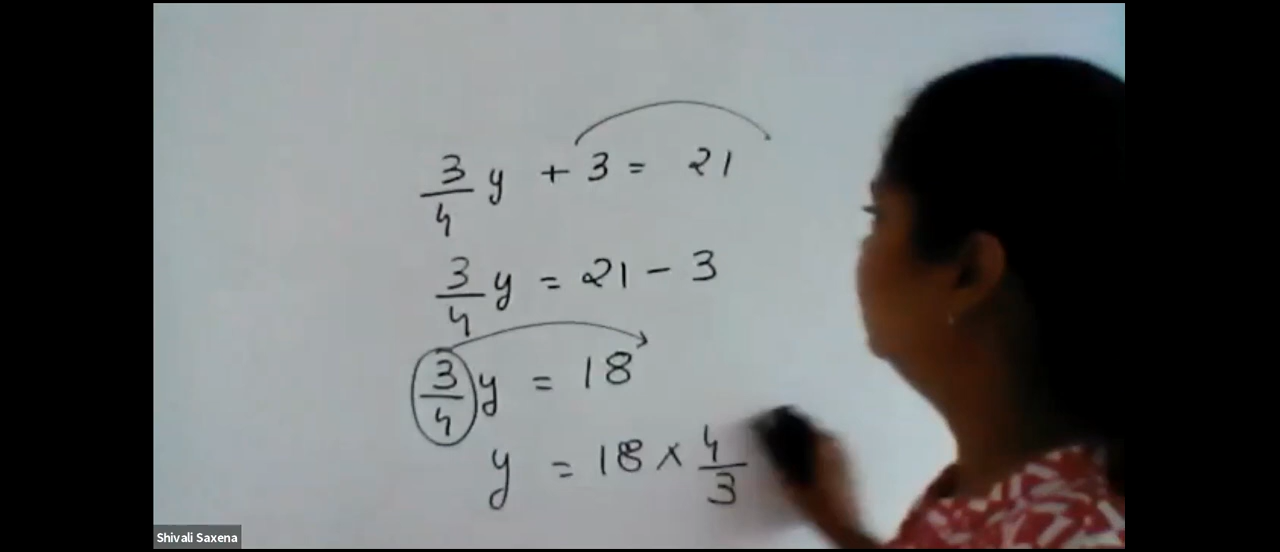 3/4 y + 3 = 21
3/4 y = 21 - 3
3/4 y = 18
y = 18 × 4/3
Shivali Saxena